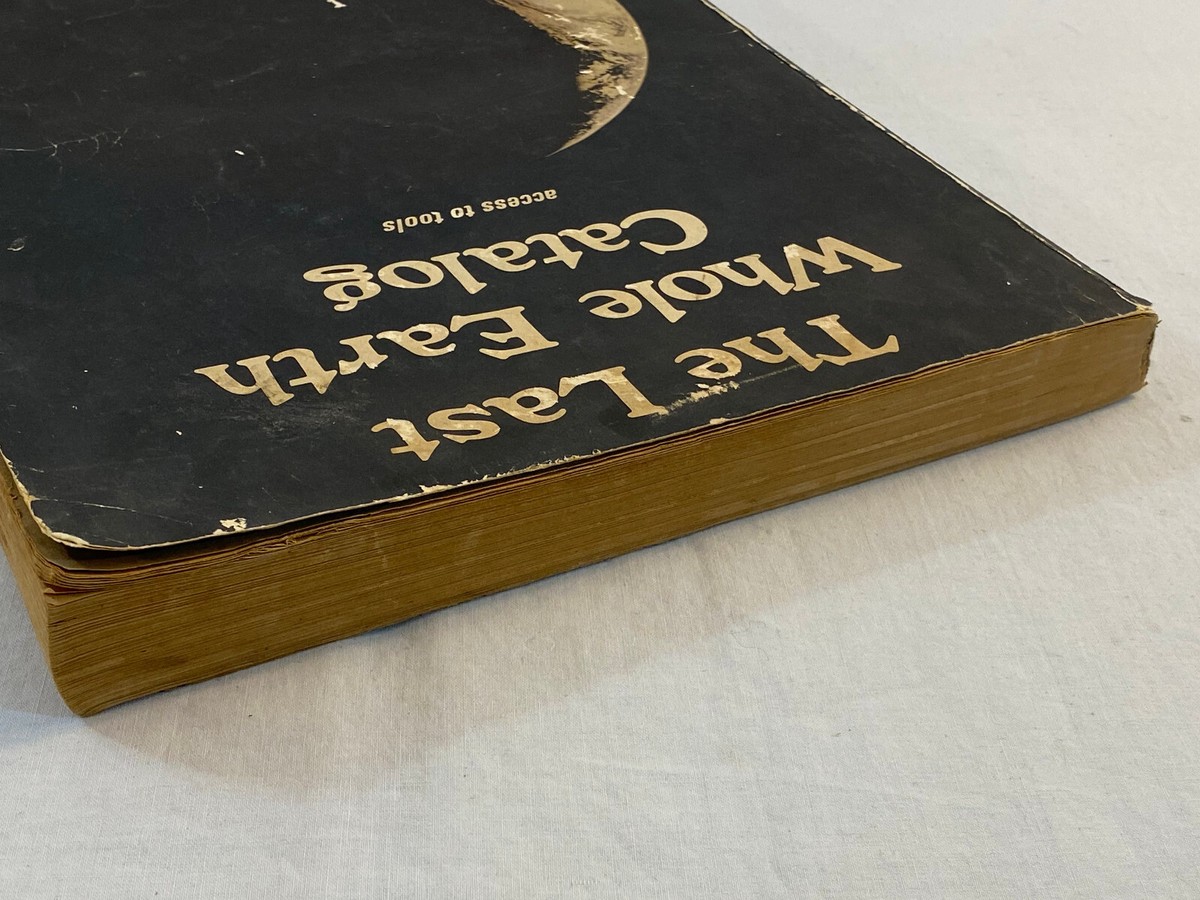 The Last
Whole Earth
Catalog
access to tools